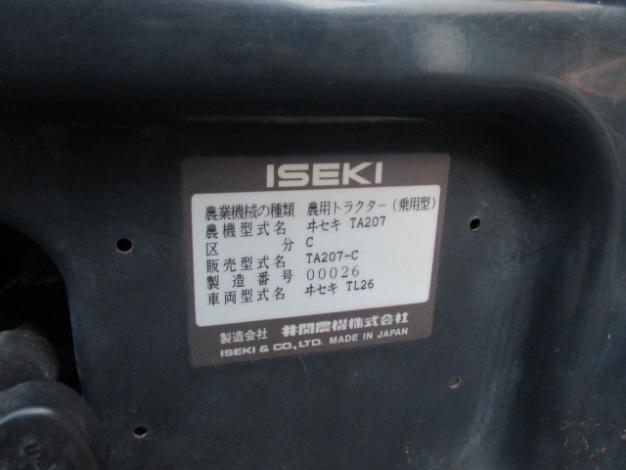 ISEKI
農業機械の種類 農用トラクター(乗用型)
農機型式名 ヰセキ TA207
区分 C
販売型式名 TA207-C
製造番号 00026
車両型式名 ヰセキ TL26
製造会社 井関農機株式会社
ISEKI & CO., LTD. MADE IN JAPAN